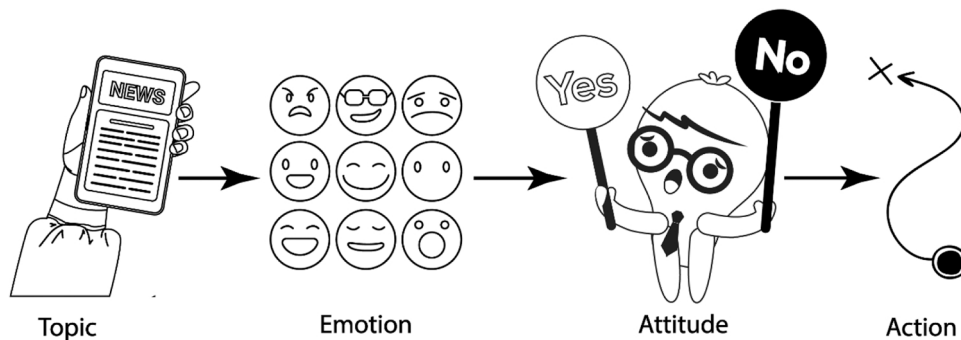 NEWS
Yes
No
Topic
Emotion
Attitude
Action